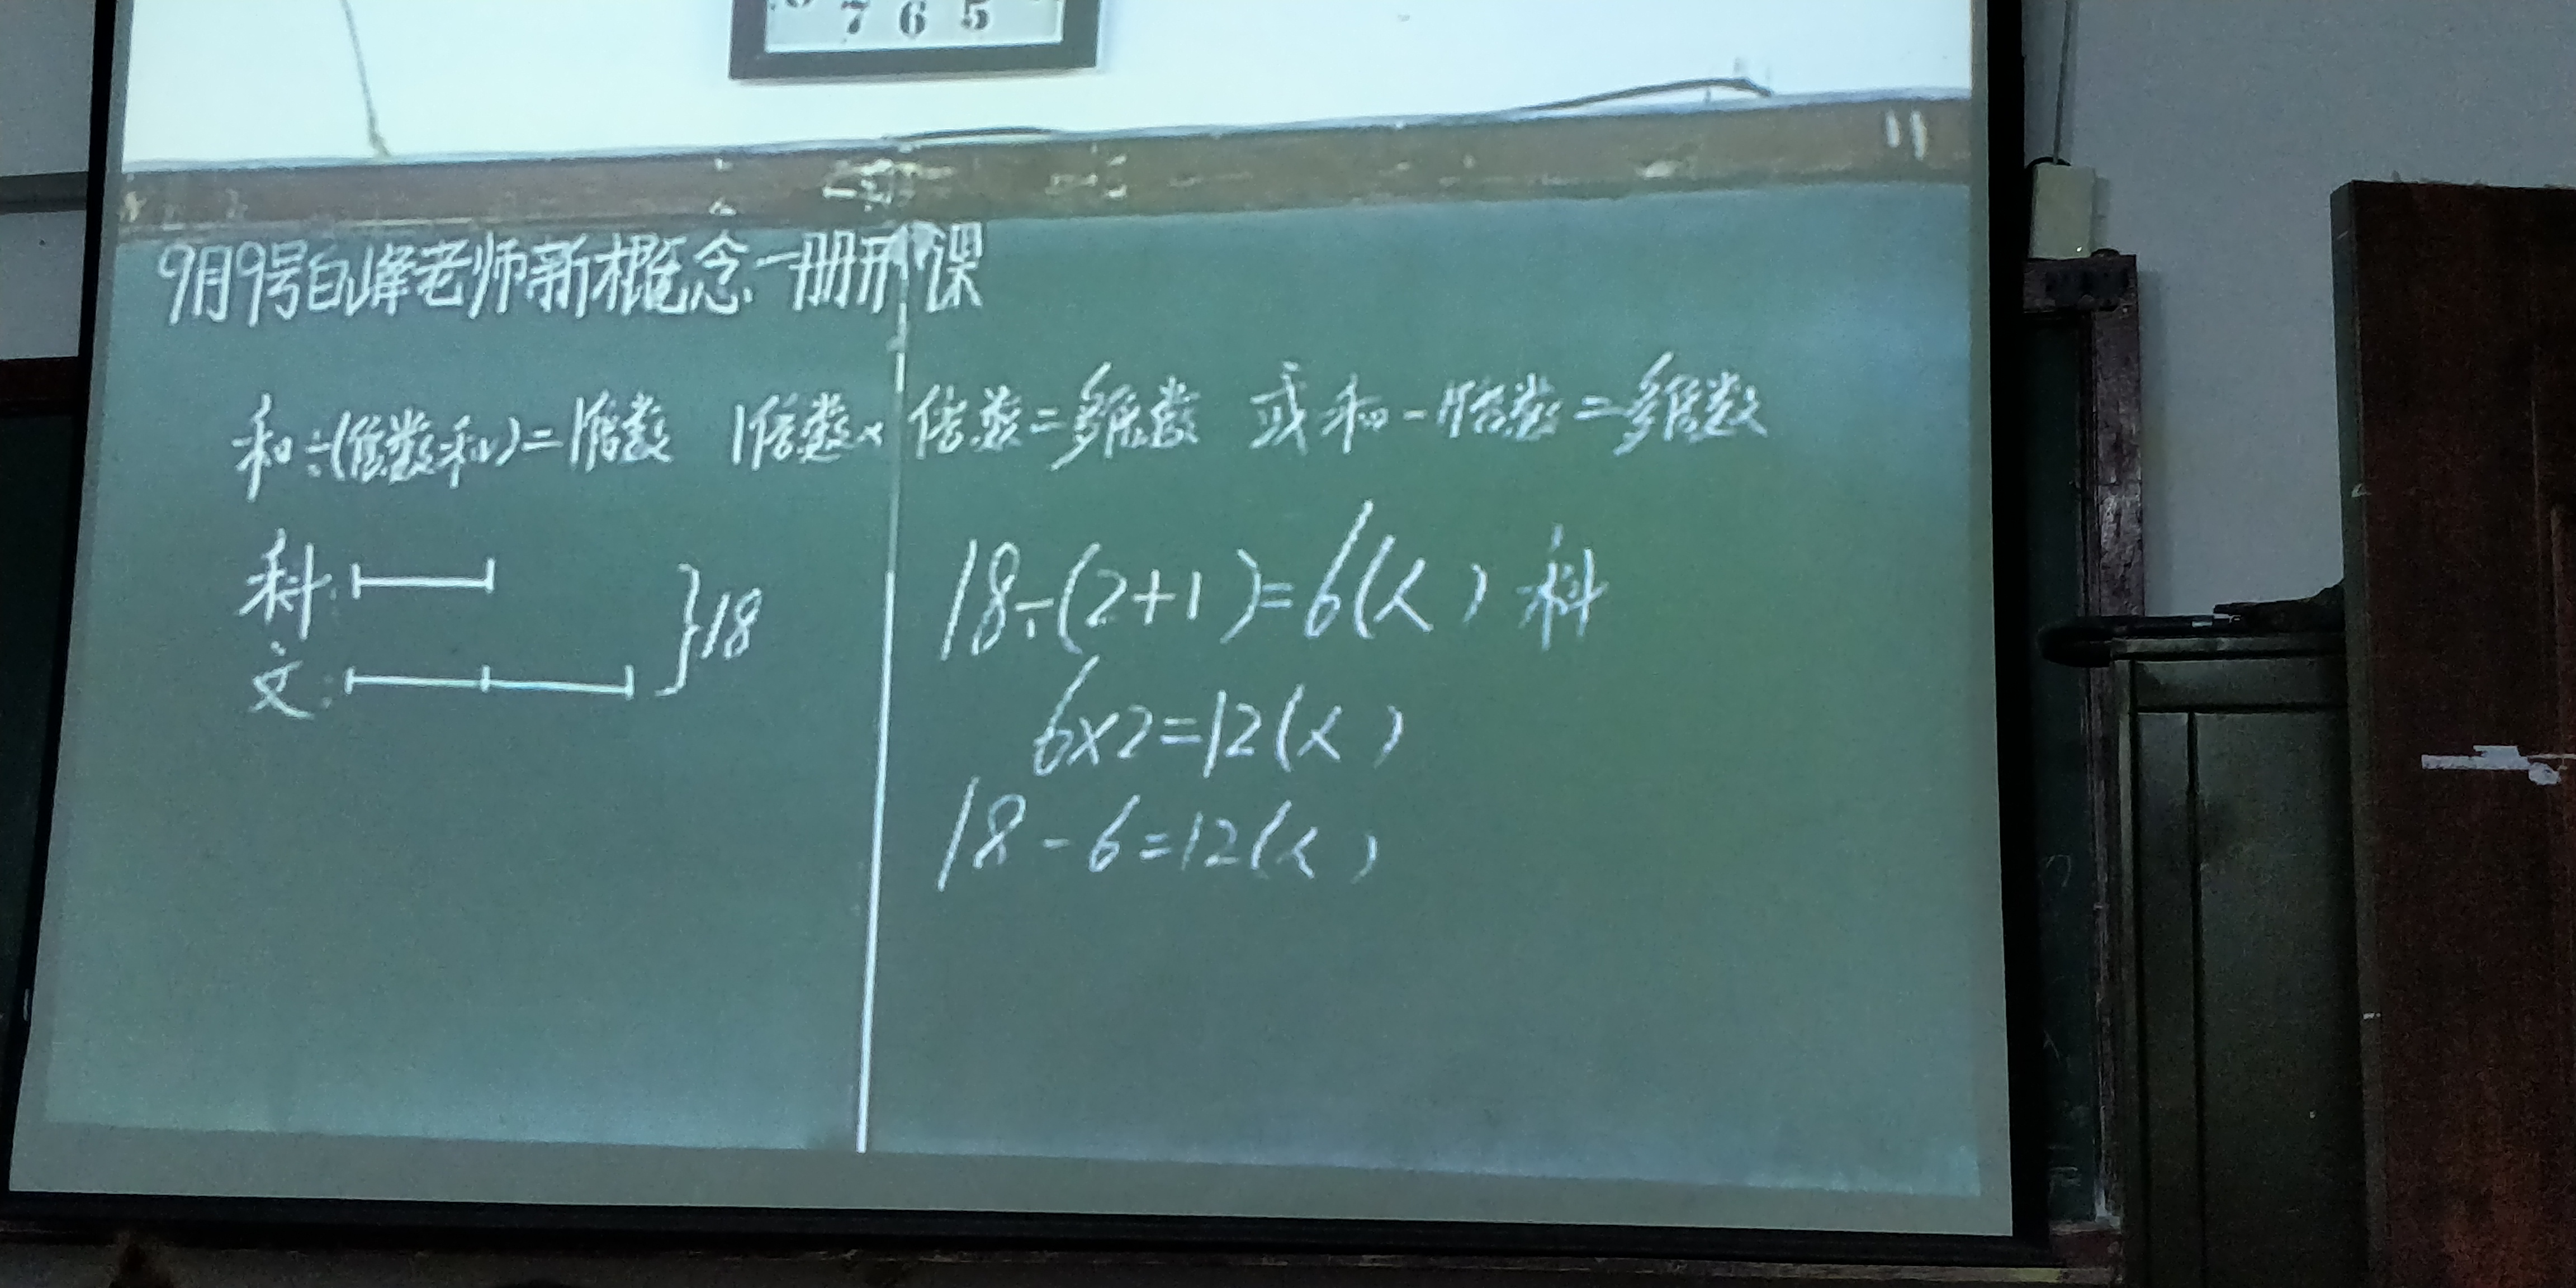 7 6 5
9月9号白峰老师新概念一册开课
和÷(倍数和)=1倍数 1倍数×倍数=多倍数 或和-1倍数=多倍数
科:
文:
}18
18÷(2+1)=6(人) 科
6×2=12(人)
18-6=12(人)